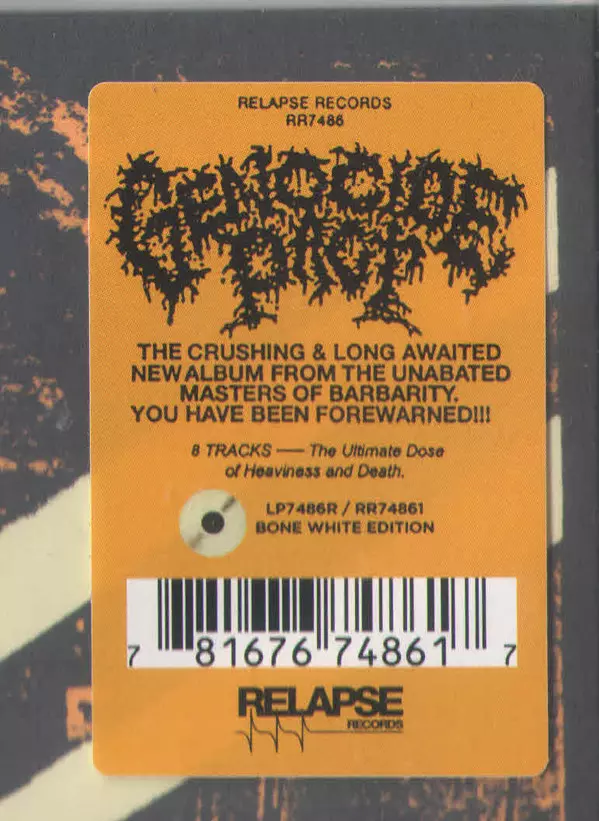 RELAPSE RECORDS
RR7486
GENOCIDE
PACT
THE CRUSHING & LONG AWAITED
NEW ALBUM FROM THE UNABATED
MASTERS OF BARBARITY.
YOU HAVE BEEN FOREWARNED!!!
8 TRACKS — The Ultimate Dose
of Heaviness and Death.
LP7486R / RR74861
BONE WHITE EDITION
7 81676 74861 7
RELAPSE
RECORDS